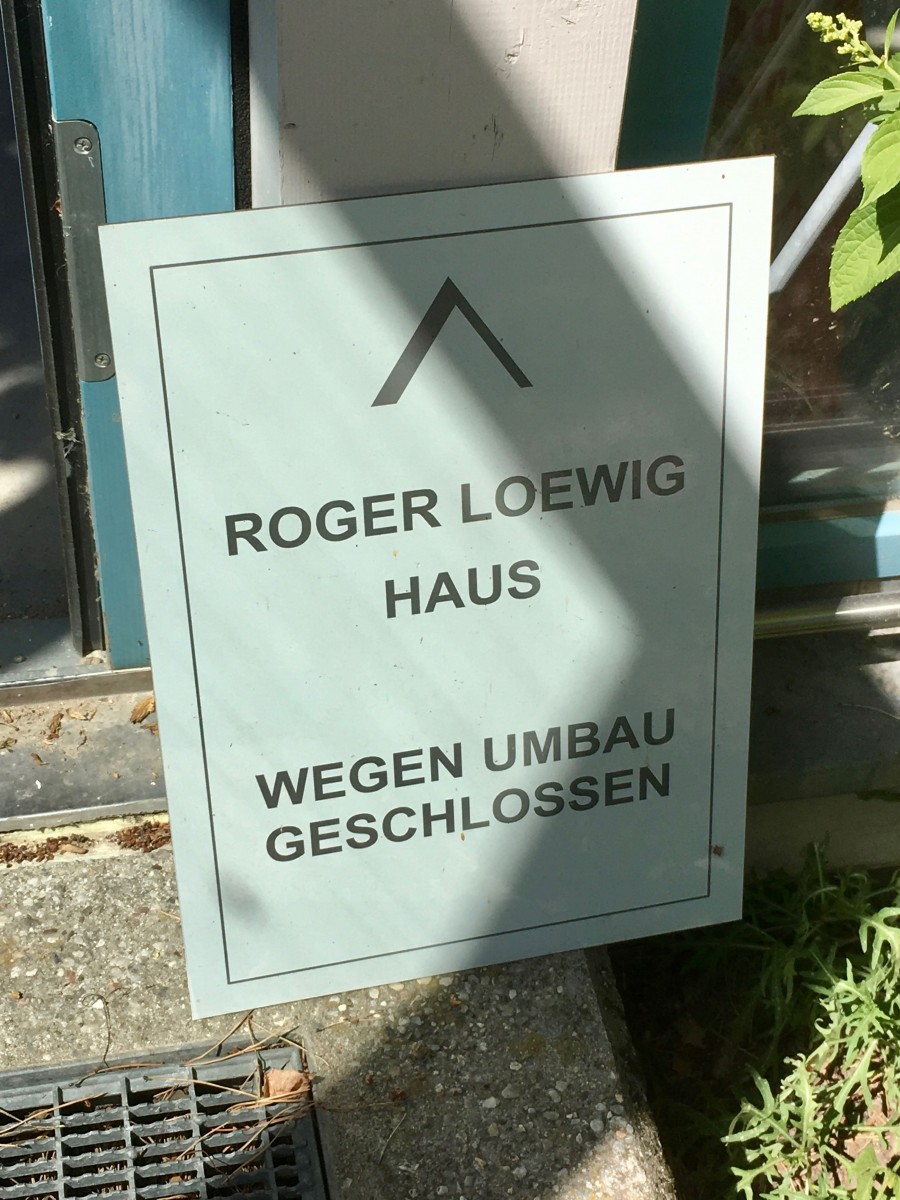 ROGER LOEWIG
HAUS
WEGEN UMBAU
GESCHLOSSEN